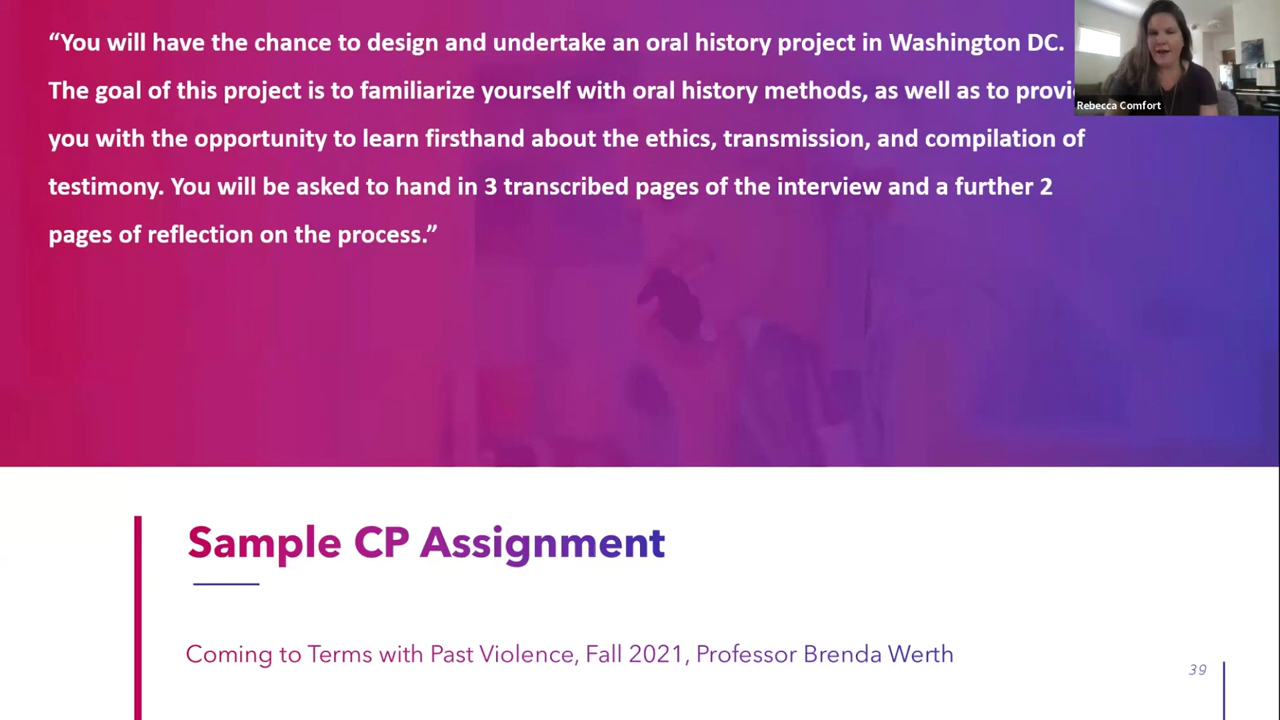 “You will have the chance to design and undertake an oral history project in Washington DC.
The goal of this project is to familiarize yourself with oral history methods, as well as to
you with the opportunity to learn firsthand about the ethics, transmission, and compilation of
testimony. You will be asked to hand in 3 transcribed pages of the interview and a further 2
pages of reflection on the process.”
Rebecca Comfort
Sample CP Assignment
Coming to Terms with Past Violence, Fall 2021, Professor Brenda Werth
39